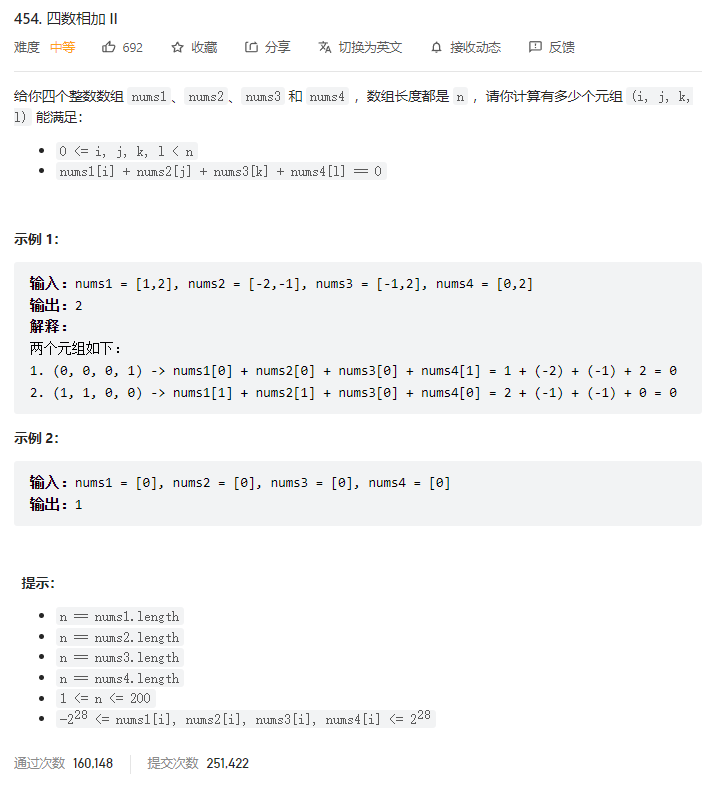 454. 四数相加 II
难度 中等 692 收藏 分享 切换为英文 接收动态 反馈
给你四个整数数组 nums1、nums2、nums3 和 nums4 ，数组长度都是 n ，请你计算有多少个元组 (i, j, k,
l) 能满足：
0 <= i, j, k, l < n
nums1[i] + nums2[j] + nums3[k] + nums4[l] == 0
示例 1：
输入：nums1 = [1,2], nums2 = [-2,-1], nums3 = [-1,2], nums4 = [0,2]
输出：2
解释：
两个元组如下：
1. (0, 0, 0, 1) -> nums1[0] + nums2[0] + nums3[0] + nums4[1] = 1 + (-2) + (-1) + 2 = 0
2. (1, 1, 0, 0) -> nums1[1] + nums2[1] + nums3[0] + nums4[0] = 2 + (-1) + (-1) + 0 = 0
示例 2：
输入：nums1 = [0], nums2 = [0], nums3 = [0], nums4 = [0]
输出：1
提示：
n == nums1.length
n == nums2.length
n == nums3.length
n == nums4.length
1 <= n <= 200
-2²⁸ <= nums1[i], nums2[i], nums3[i], nums4[i] <= 2²⁸
通过次数 160,148 提交次数 251,422